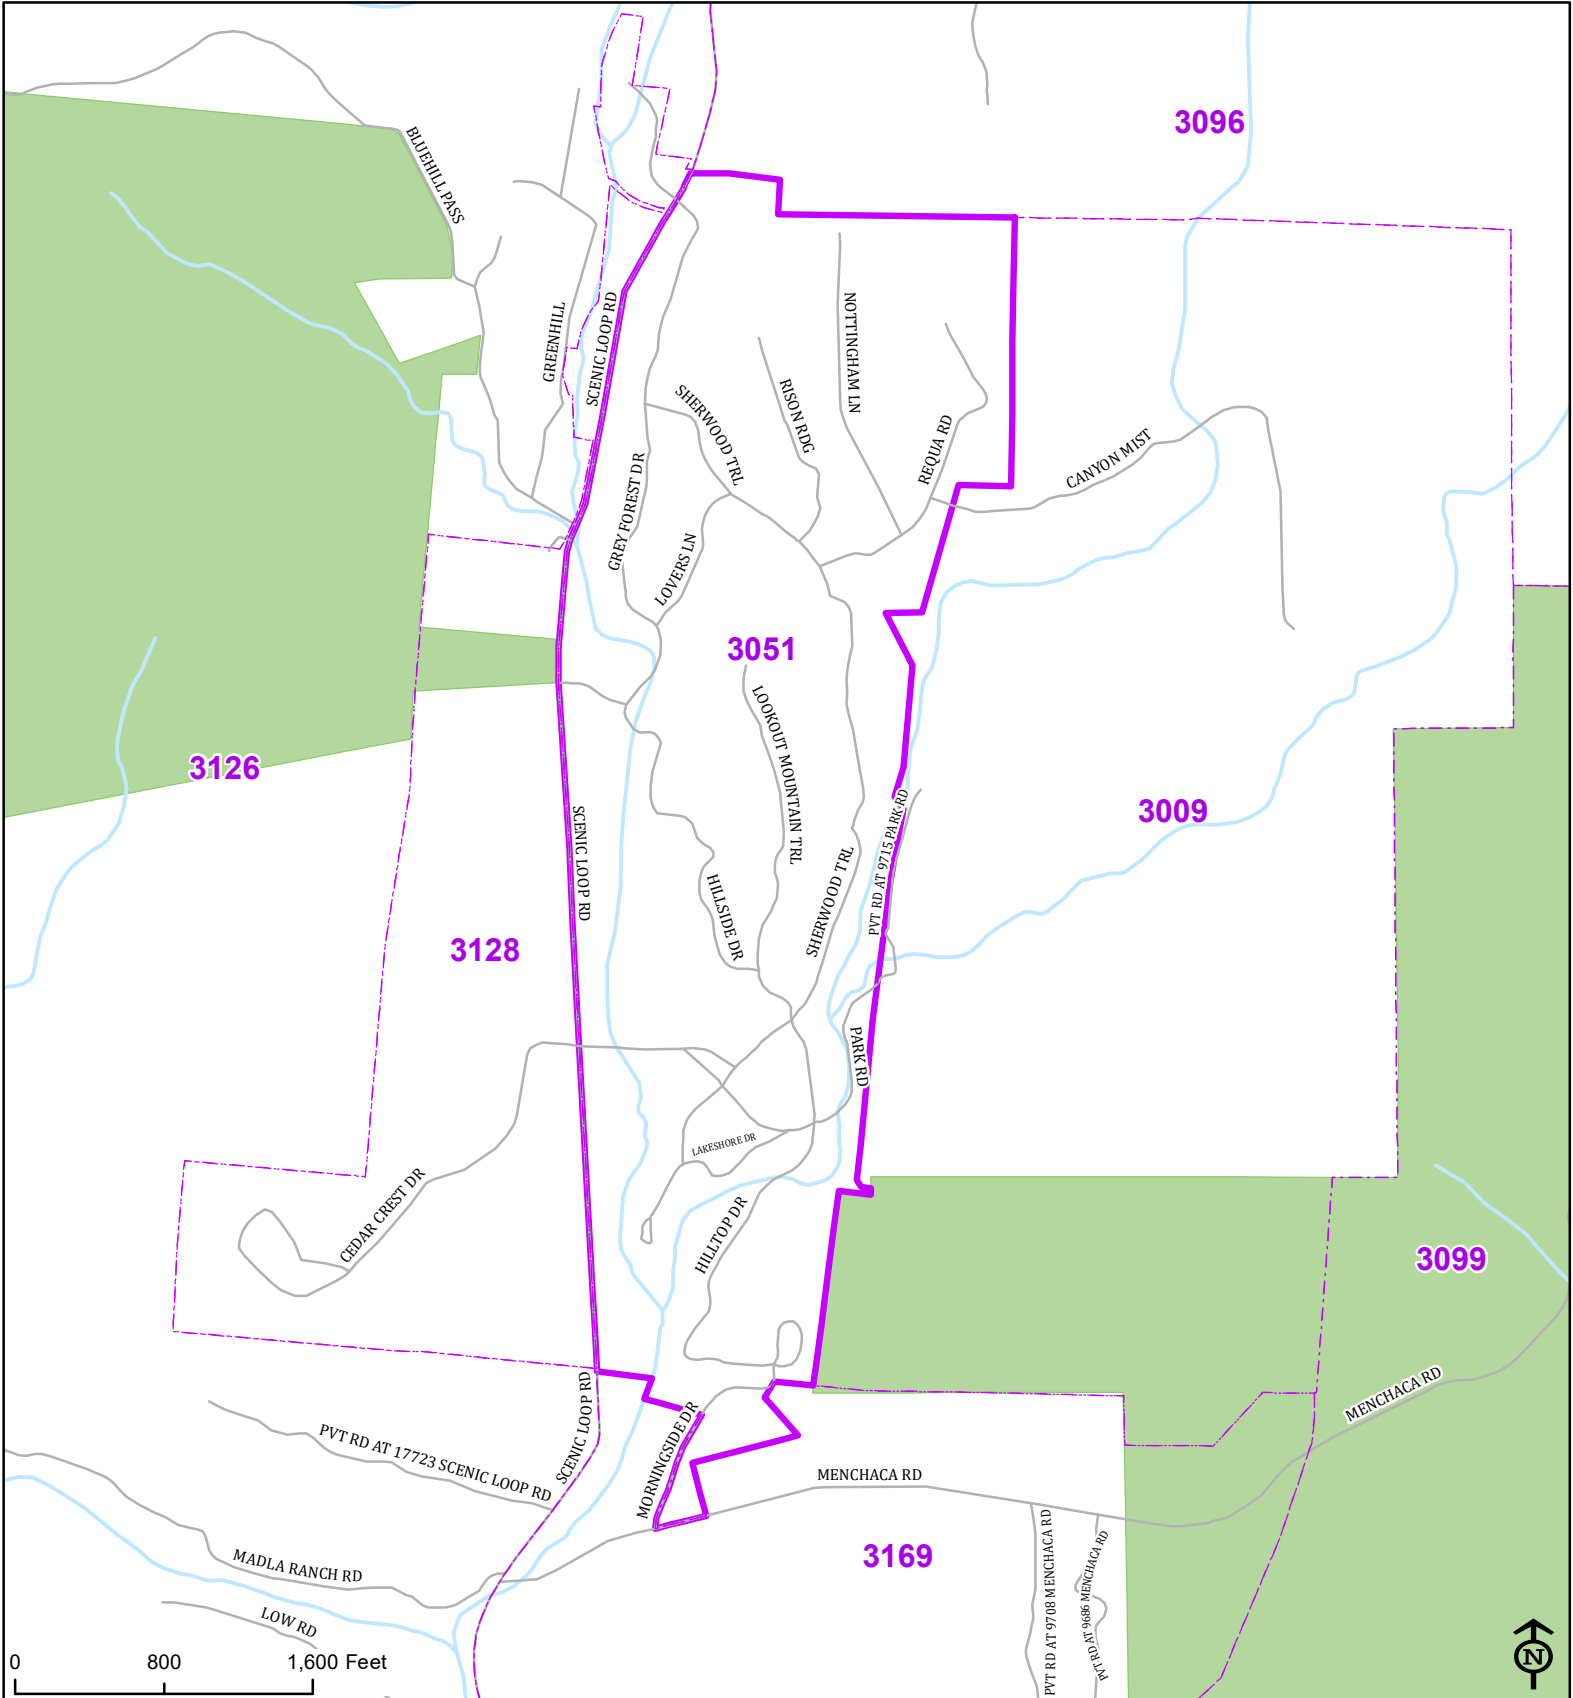 3096
BLUEHILL PASS
GREENHILL
SCENIC LOOP RD
NOTTINGHAM LN
SHERWOOD TRL
RISON RDG
REQUA RD
CANYON MIST
GREY FOREST DR
LOVERS LN
3051
LOOKOUT MOUNTAIN TRL
3126
3009
PVT RD AT 9715 PARK RD
SCENIC LOOP RD
HILLSIDE DR
SHERWOOD TRL
3128
PARK RD
LAKESHORE DR
CEDAR CREST DR
HILLTOP DR
3099
MENCHACA RD
SCENIC LOOP RD
MORNINGSIDE DR
PVT RD AT 17723 SCENIC LOOP RD
MENCHACA RD
3169
PVT RD AT 9708 MENCHACA RD
PVT RD AT 9686 MENCHACA RD
MADLA RANCH RD
LOW RD
0 800 1,600 Feet
N